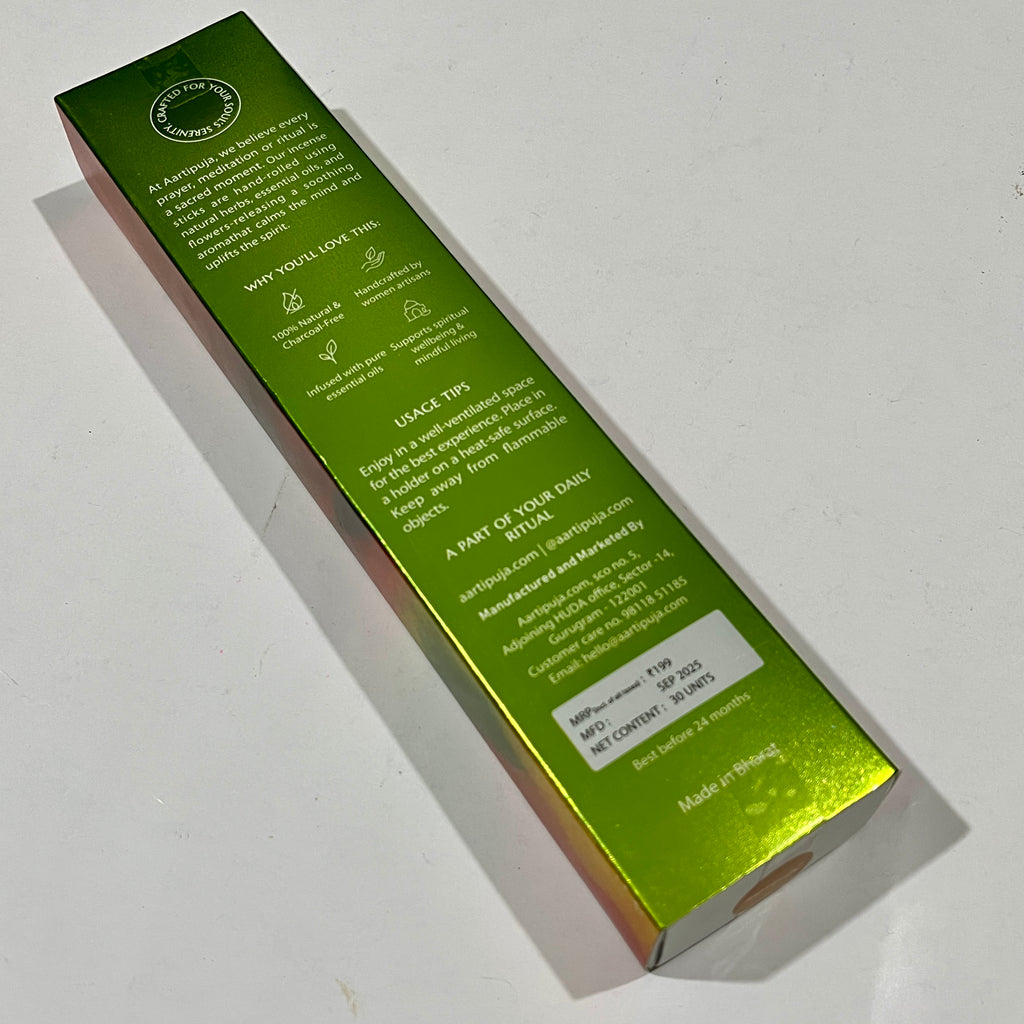 CRAFTED FOR YOUR SOUL'S SERENITY.
At Aartipuja, we believe every
prayer, meditation or ritual is
a sacred moment. Our incense
sticks are hand-rolled using
natural herbs, essential oils, and
flowers-releasing a soothing
aromathat calms the mind and
uplifts the spirit.
WHY YOU'LL LOVE THIS:
100% Natural &
Charcoal-Free
Handcrafted by
women artisans
Infused with pure
essential oils
Supports spiritual
wellbeing &
mindful living
USAGE TIPS
Enjoy in a well-ventilated space
for the best experience. Place in
a holder on a heat-safe surface.
Keep away from flammable
objects.
A PART OF YOUR DAILY
RITUAL
aartipuja.com | @aartipuja.com
Manufactured and Marketed By
Aartipuja.com, sco no. 5,
Adjoining HUDA office, Sector -14,
Gurugram - 122001
Customer care no. 98118 51185
Email: hello@aartipuja.com
MRP(incl. of all taxes) : ₹199
MFD : SEP 2025
NET CONTENT : 30 UNITS
Best before 24 months
Made in Bharat